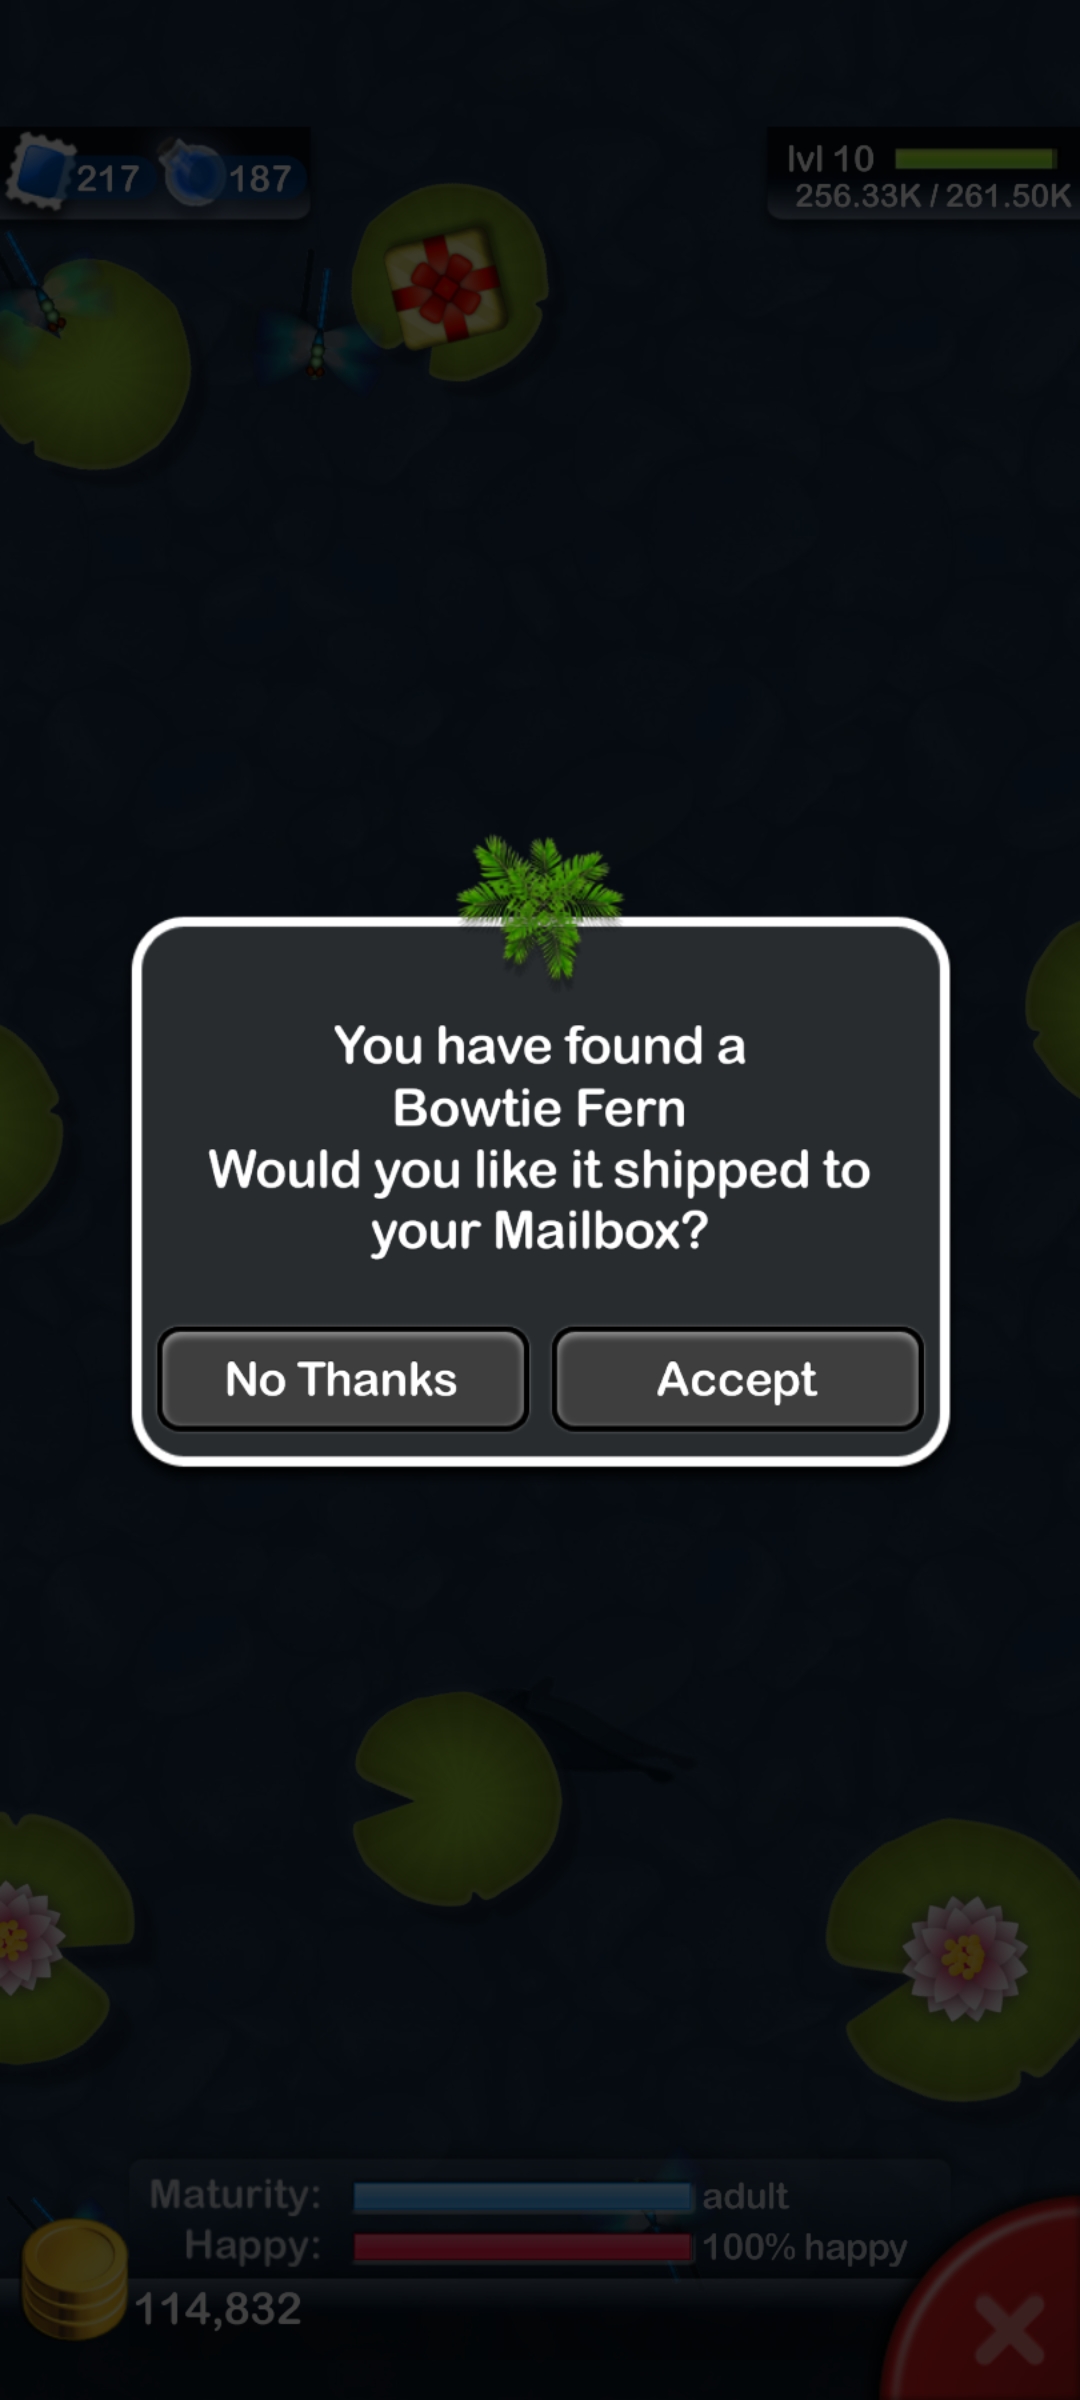 217
187
lvl 10
256.33K / 261.50K
You have found a
Bowtie Fern
Would you like it shipped to
your Mailbox?
No Thanks
Accept
Maturity:
adult
Happy:
100% happy
114,832